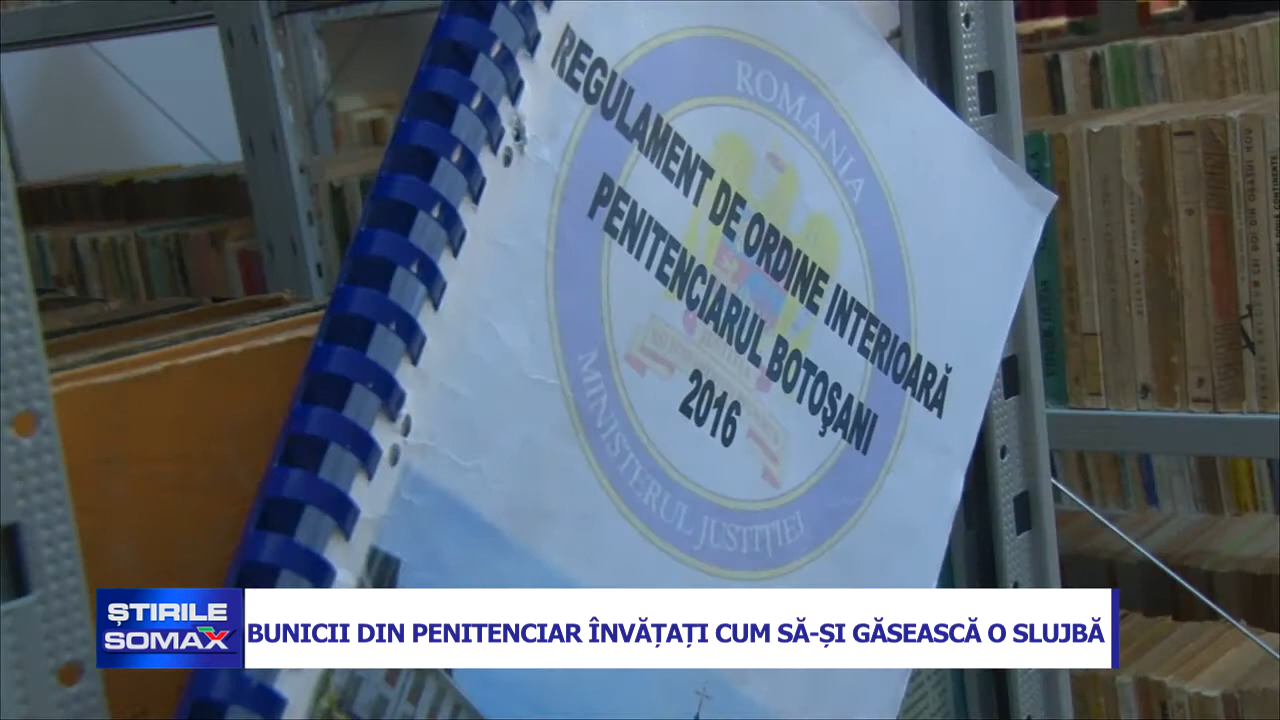 ROMANIA
REGULAMENT DE ORDINE INTERIOARĂ
PENITENCIARUL BOTOŞANI
2016
MINISTERUL JUSTIȚIEI
ȘTIRILE
SOMAX
BUNICII DIN PENITENCIAR ÎNVĂȚAȚI CUM SĂ-ȘI GĂSEASCĂ O SLUJBĂ